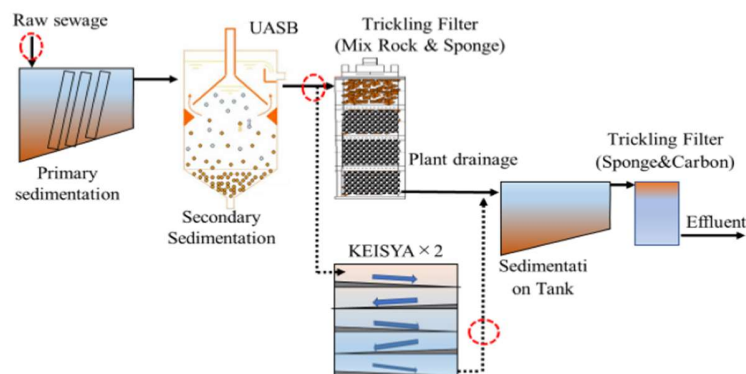 Raw sewage
UASB
Trickling Filter
(Mix Rock & Sponge)
Primary
sedimentation
Secondary
Sedimentation
Plant drainage
Trickling Filter
(Sponge&Carbon)
Effluent
Sedimentati
on Tank
KEISYA×2